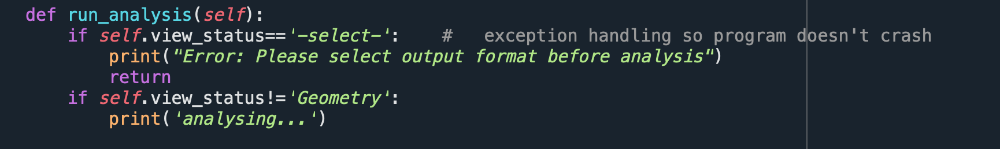 def run_analysis(self):
    if self.view_status=='-select-':    #   exception handling so program doesn't crash
        print("Error: Please select output format before analysis")
        return
    if self.view_status!='Geometry':
        print('analysing...')